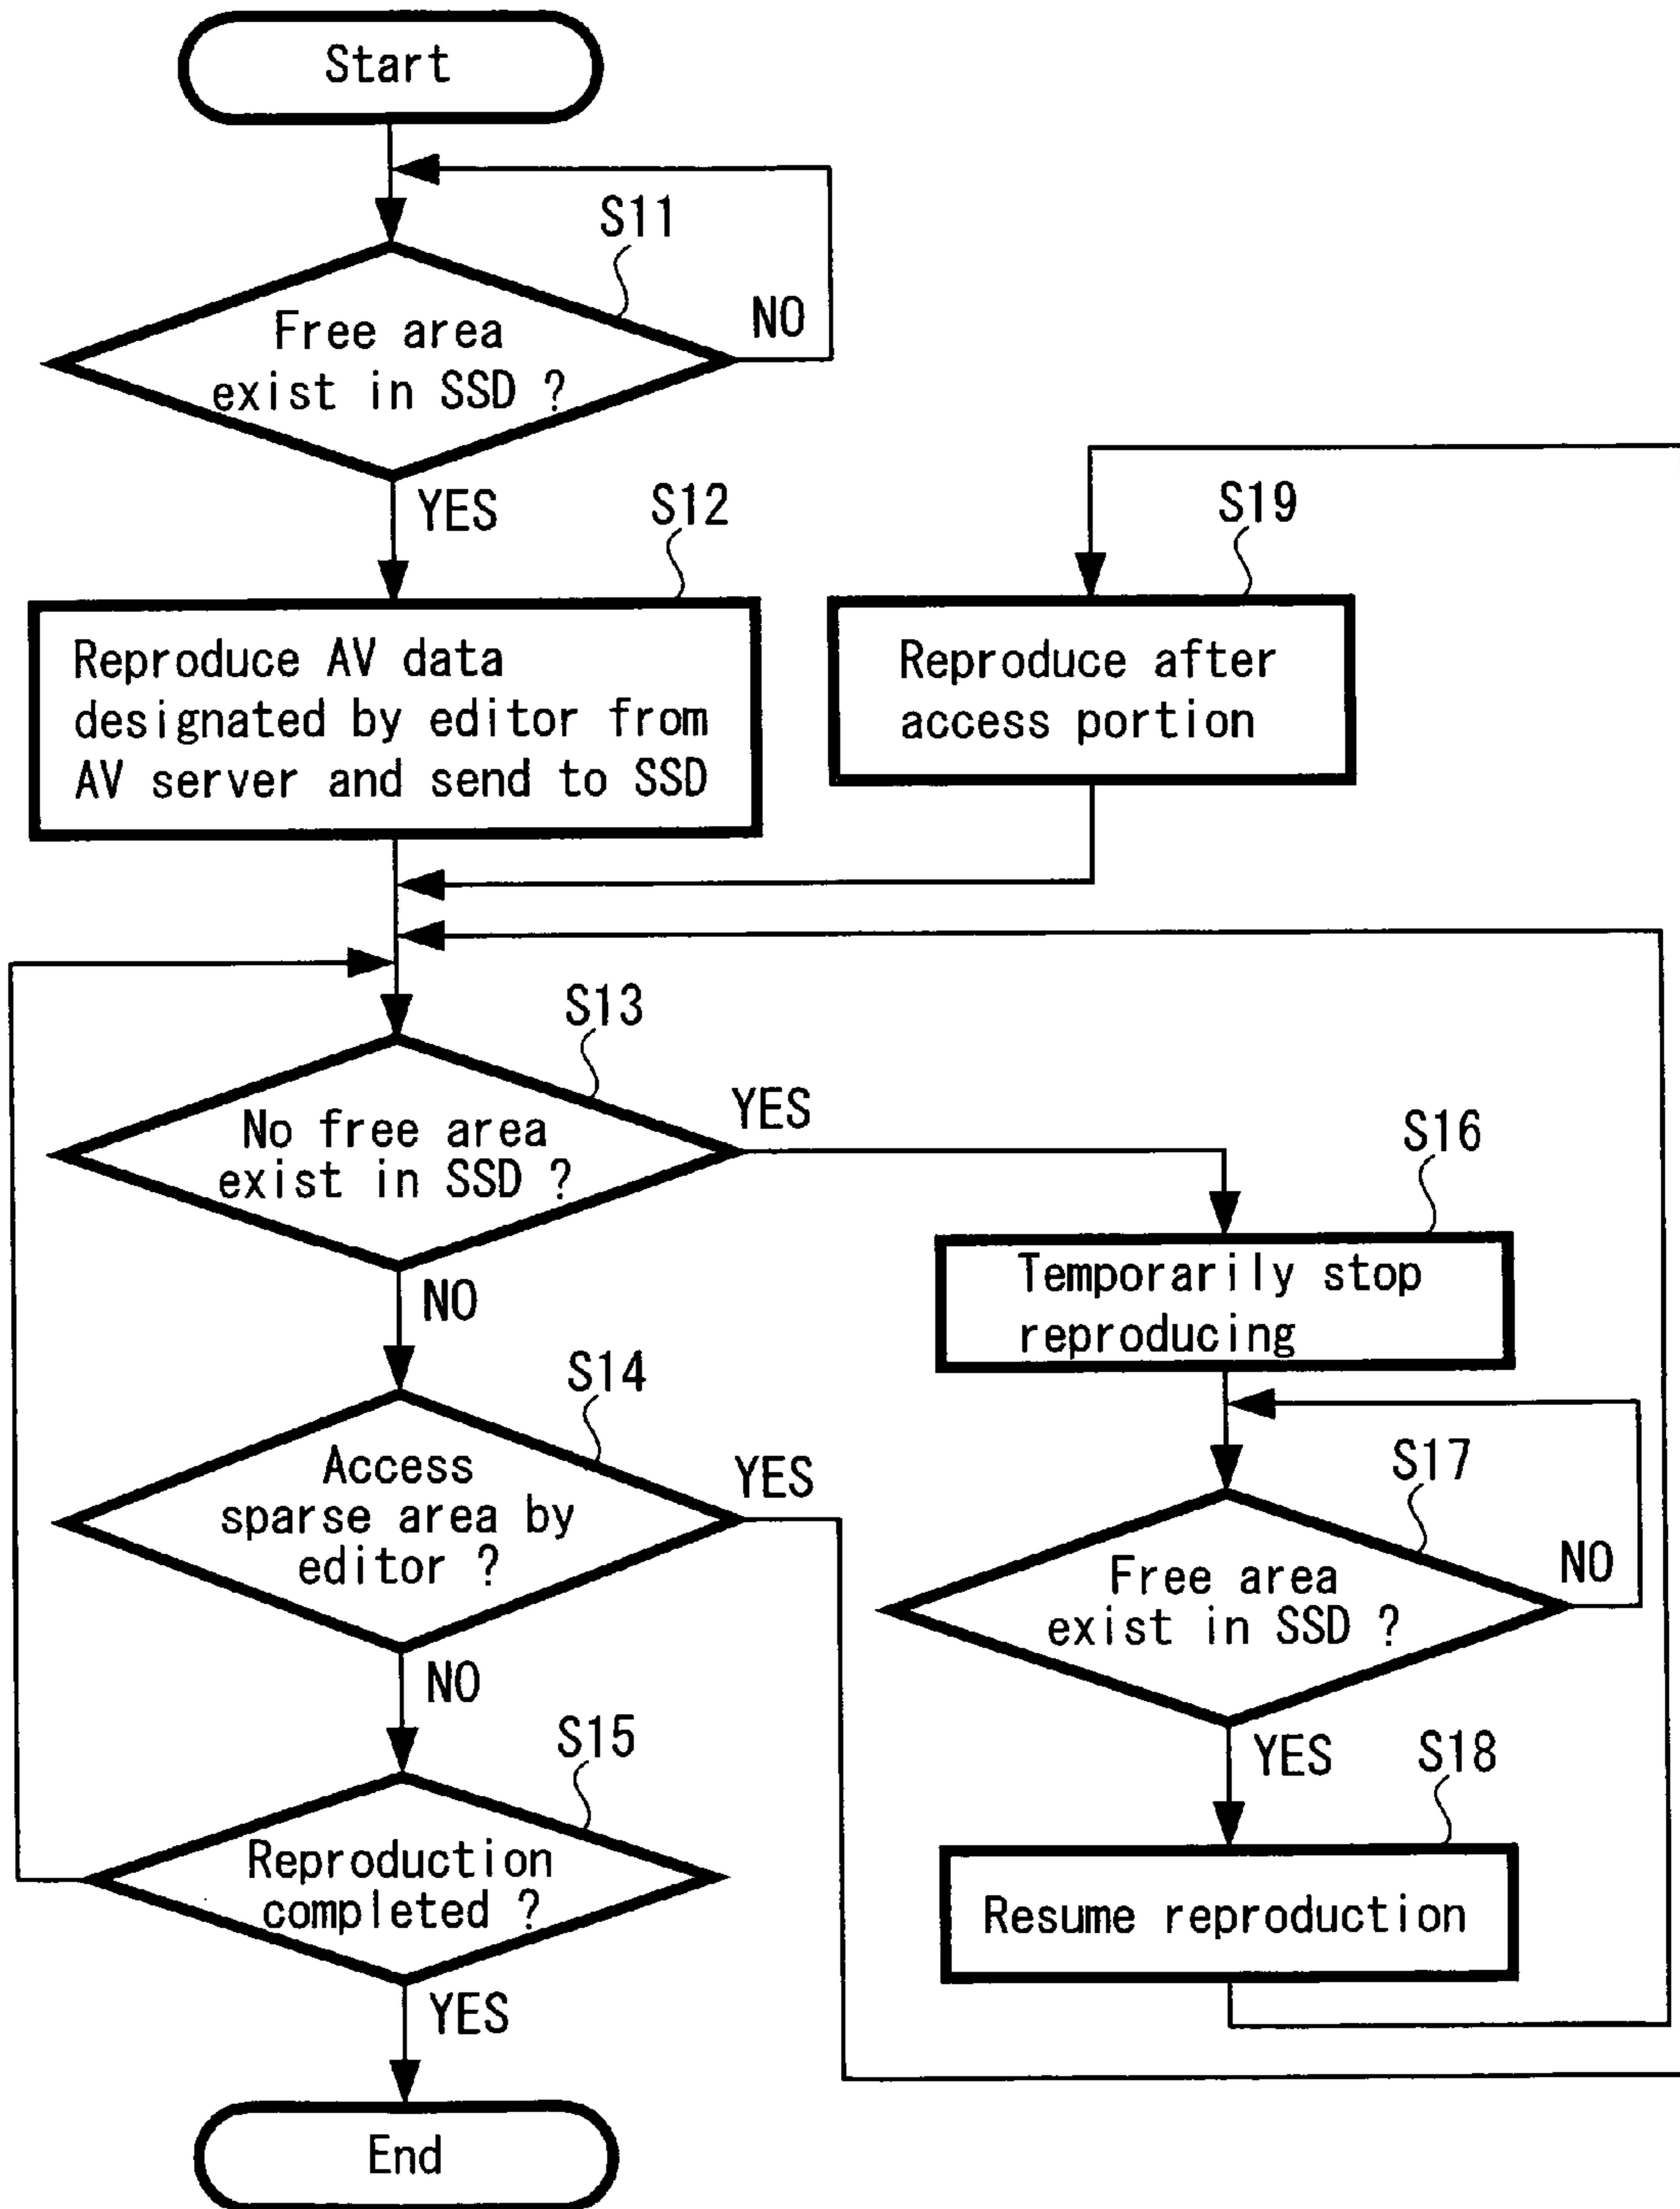 Start
S11
Free area
exist in SSD ?
NO
YES
S12
Reproduce AV data
designated by editor from
AV server and send to SSD
S19
Reproduce after
access portion
S13
No free area
exist in SSD ?
YES
NO
S16
Temporarily stop
reproducing
S14
Access
sparse area by
editor ?
YES
NO
S17
Free area
exist in SSD ?
NO
YES
S15
Reproduction
completed ?
YES
S18
Resume reproduction
End